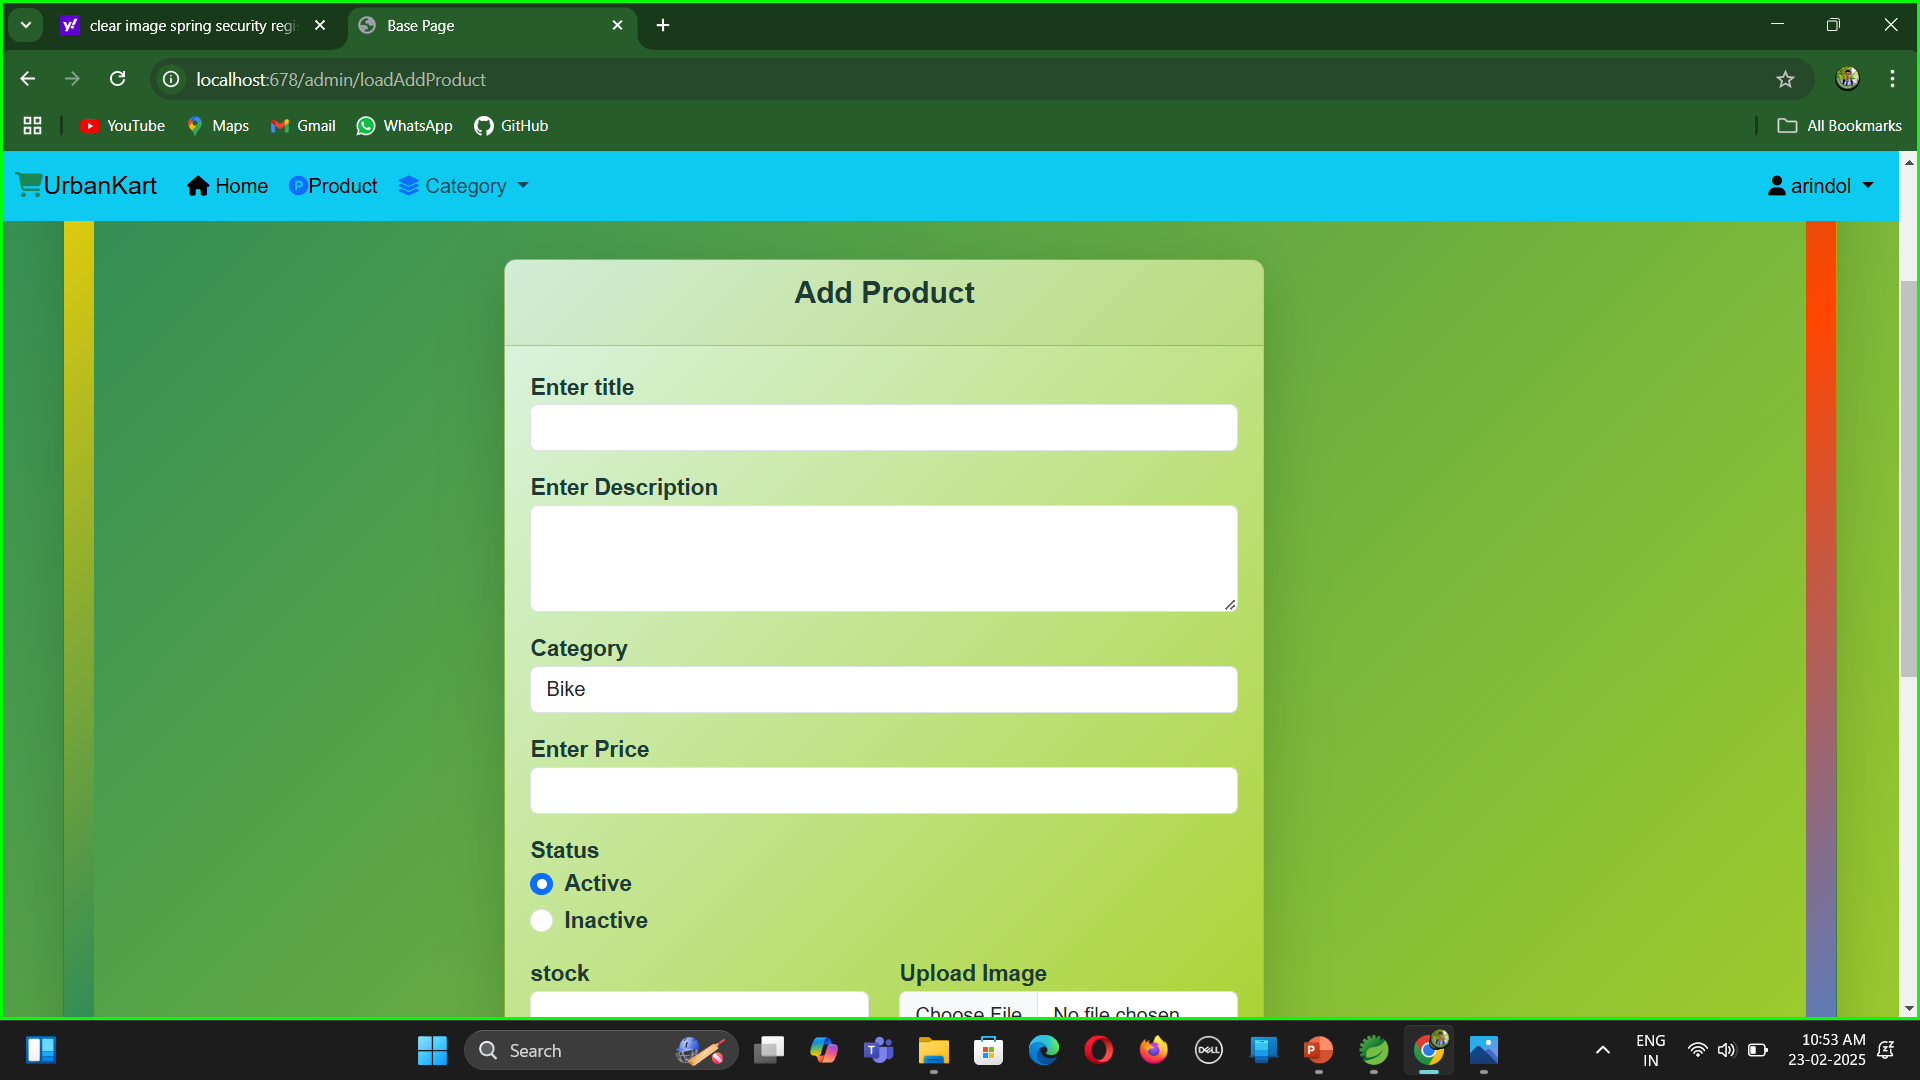 clear image spring security regi
Base Page
localhost:678/admin/loadAddProduct
YouTube
Maps
Gmail
WhatsApp
GitHub
All Bookmarks
UrbanKart
Home
Product
Category
arindol
Add Product
Enter title
Enter Description
Category
Bike
Enter Price
Status
Active
Inactive
stock
Upload Image
Choose File
No file chosen
Search
DELL
ENG
IN
10:53 AM
23-02-2025